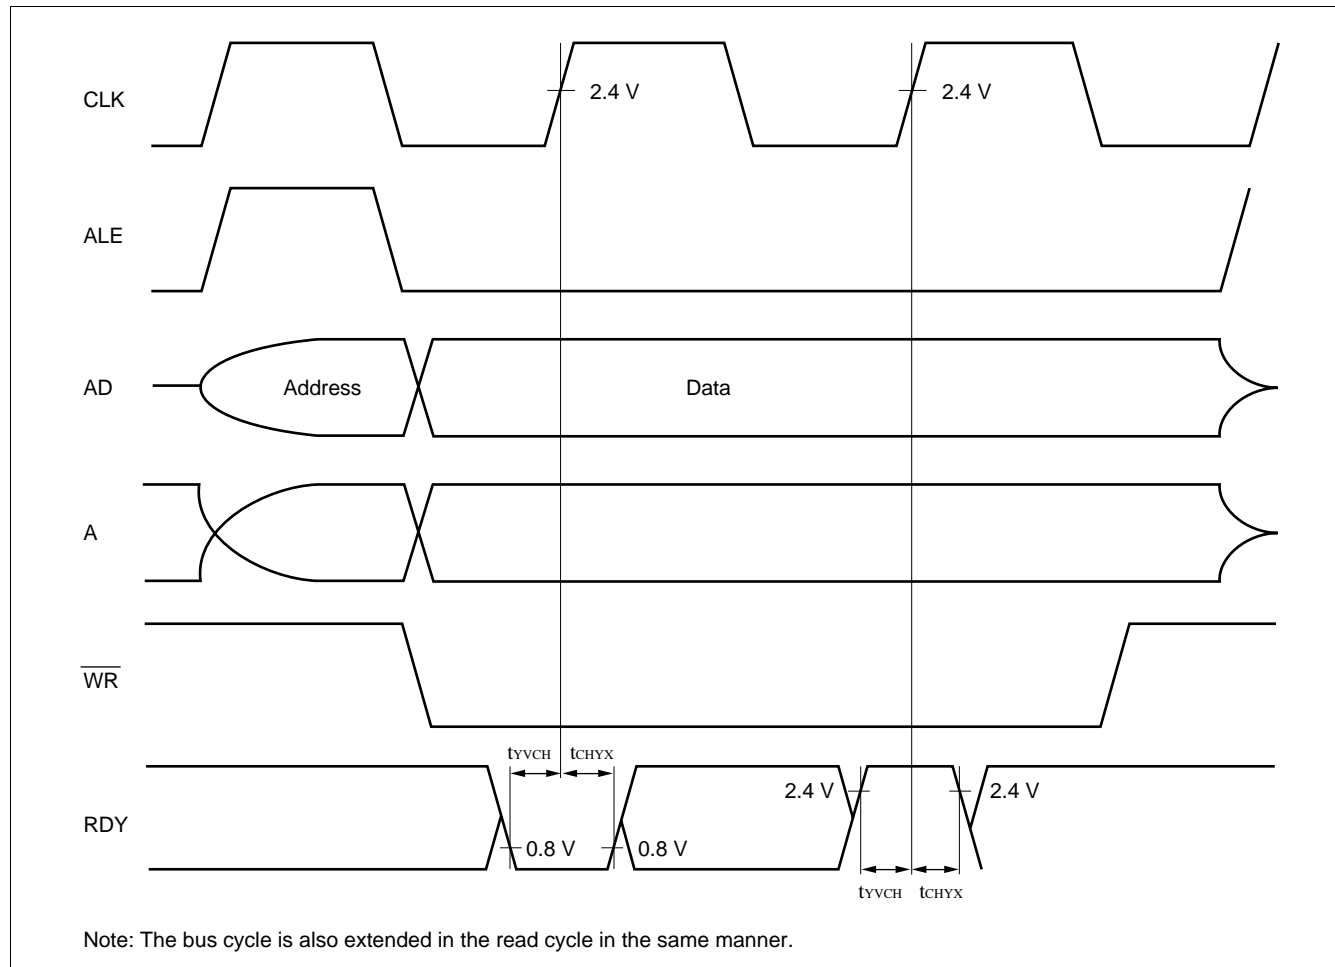 CLK
2.4 V
2.4 V
ALE
AD
Address
Data
A
WR
tYVCH
tCHYX
RDY
2.4 V
2.4 V
0.8 V
0.8 V
tYVCH
tCHYX
Note: The bus cycle is also extended in the read cycle in the same manner.